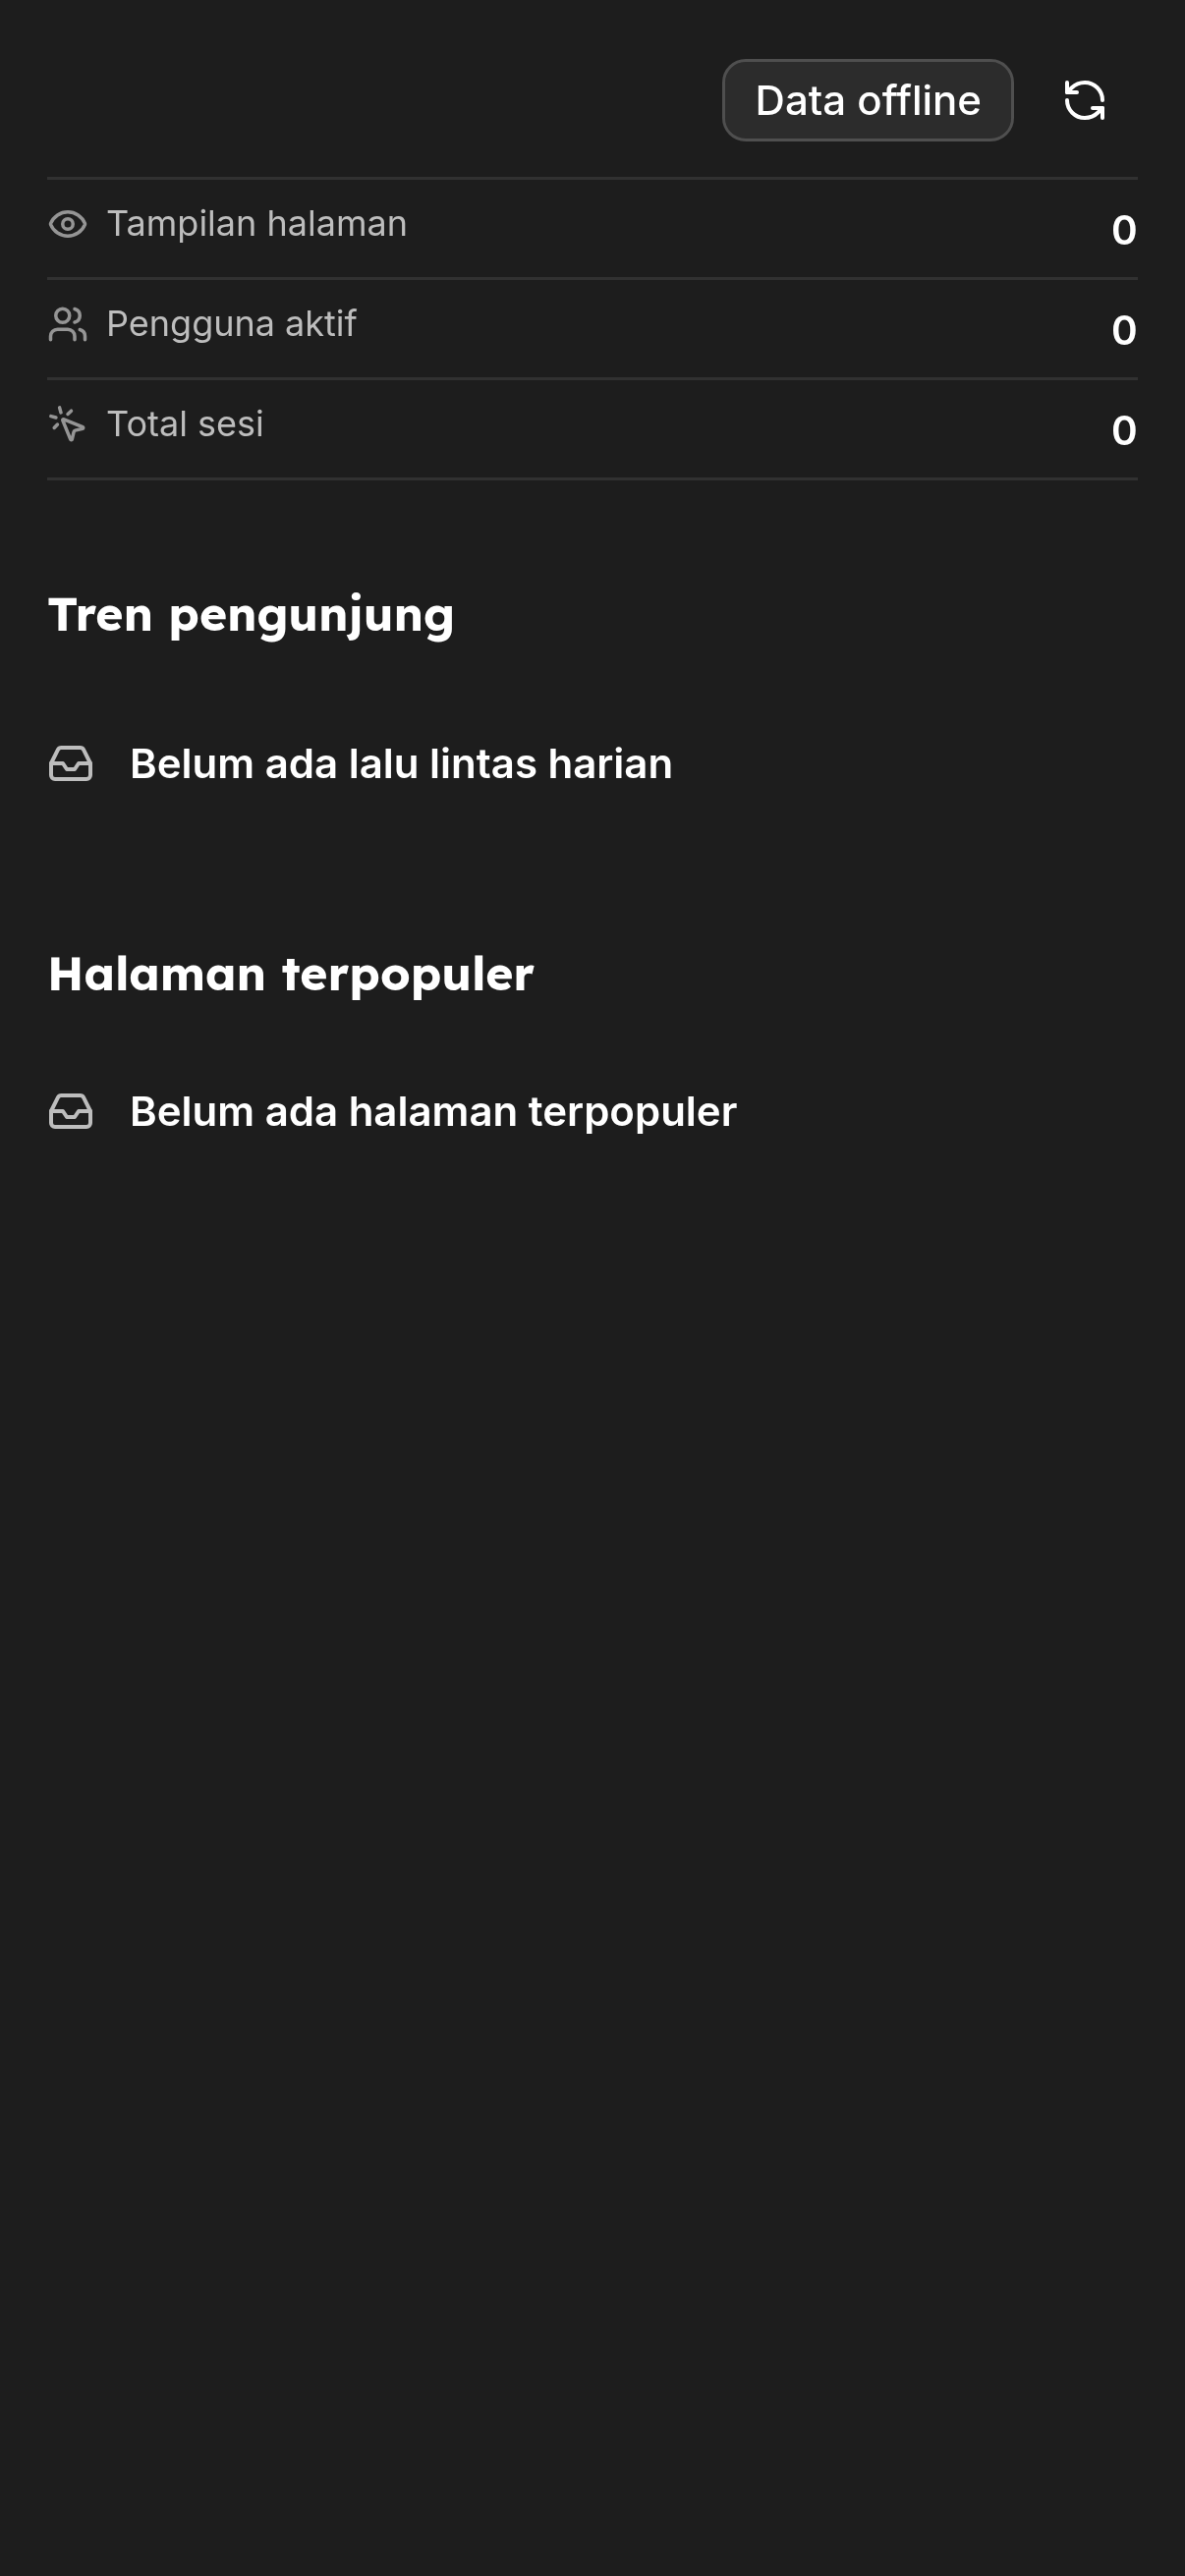 Data offline
Tampilan halaman
0
Pengguna aktif
0
Total sesi
0
Tren pengunjung
Belum ada lalu lintas harian
Halaman terpopuler
Belum ada halaman terpopuler